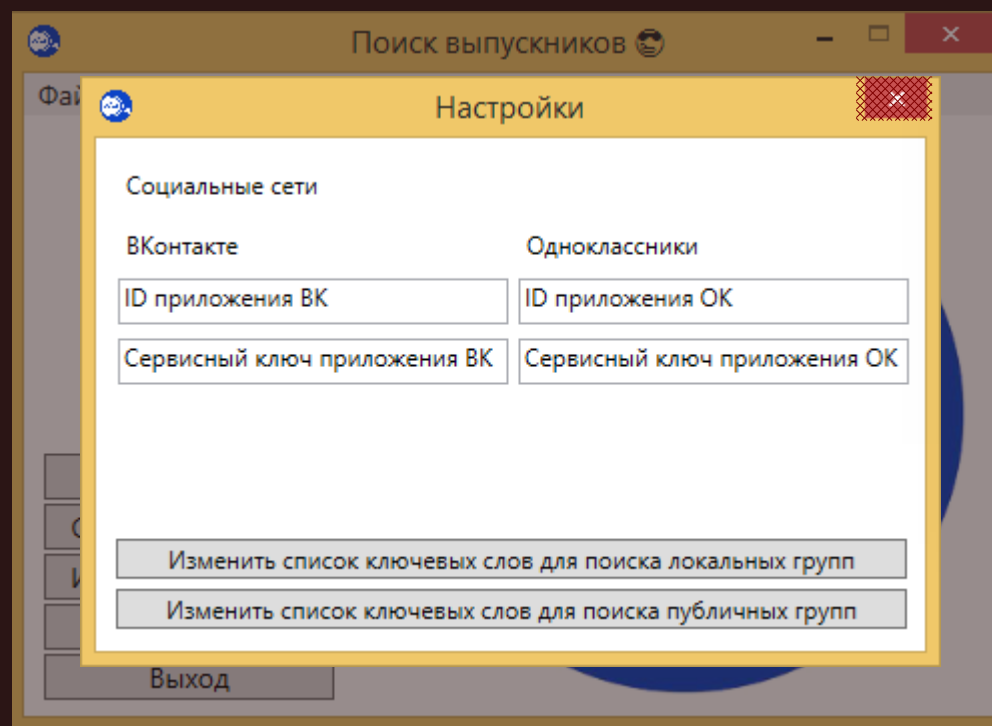 Поиск выпускников 😎
Фай
Настройки
Социальные сети
ВКонтакте
Одноклассники
ID приложения ВК
ID приложения ОК
Сервисный ключ приложения ВК
Сервисный ключ приложения ОК
Изменить список ключевых слов для поиска локальных групп
Изменить список ключевых слов для поиска публичных групп
Выход